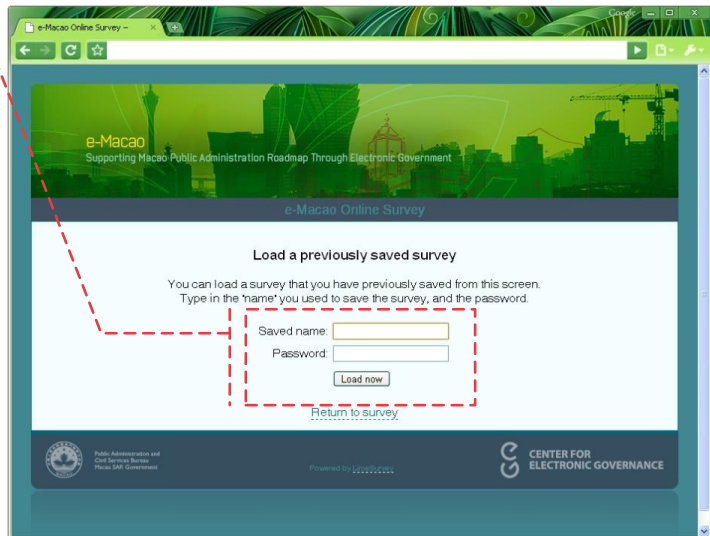 Google
e-Macao Online Survey –
e-Macao
Supporting Macao Public Administration Roadmap Through Electronic Government
e-Macao Online Survey
Load a previously saved survey
You can load a survey that you have previously saved from this screen.
Type in the 'name' you used to save the survey, and the password.
Saved name:
Password:
Load now
Return to survey
Public Administration and
Civil Services Bureau
Macao SAR Government
Powered by LimeSurvey
CENTER FOR
ELECTRONIC GOVERNANCE